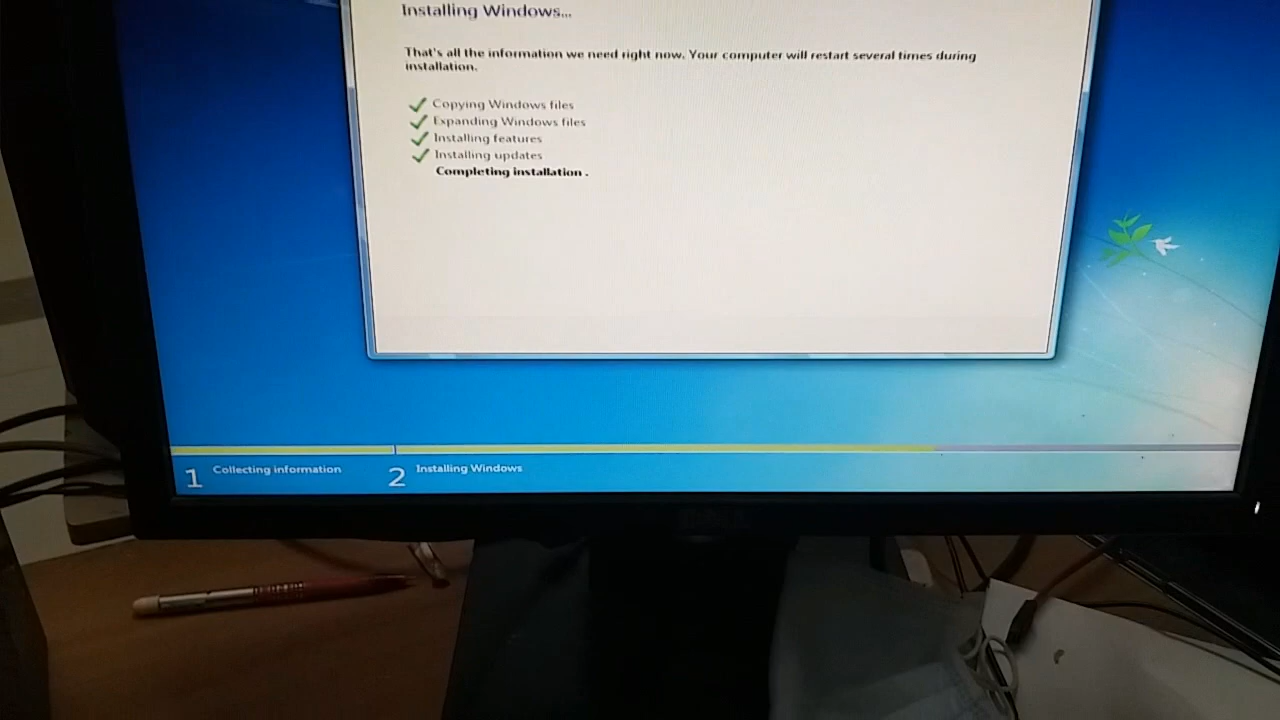 Installing Windows...
That's all the information we need right now. Your computer will restart several times during
installation.
Copying Windows files
Expanding Windows files
Installing features
Installing updates
Completing installation .
1 Collecting information
2 Installing Windows